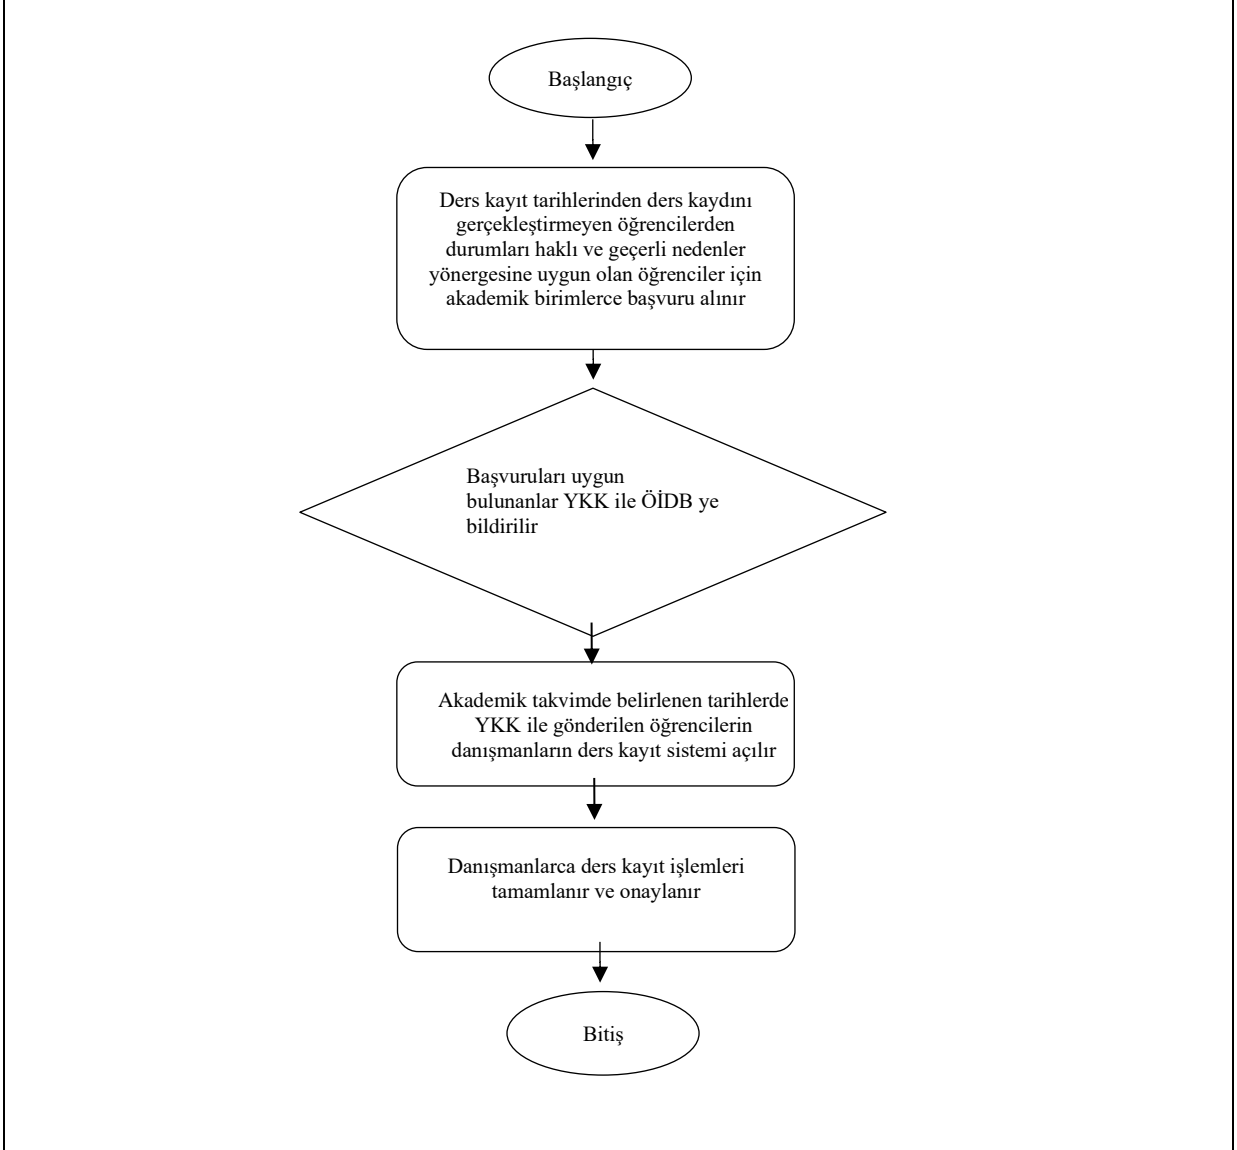 Başlangıç
Ders kayıt tarihlerinden ders kaydını
gerçekleştirmeyen öğrencilerden
durumları haklı ve geçerli nedenler
yönergesine uygun olan öğrenciler için
akademik birimlerce başvuru alınır
Başvuruları uygun
bulunanlar YKK ile ÖİDB ye
bildirilir
Akademik takvimde belirlenen tarihlerde
YKK ile gönderilen öğrencilerin
danışmanların ders kayıt sistemi açılır
Danışmanlarca ders kayıt işlemleri
tamamlanır ve onaylanır
Bitiş